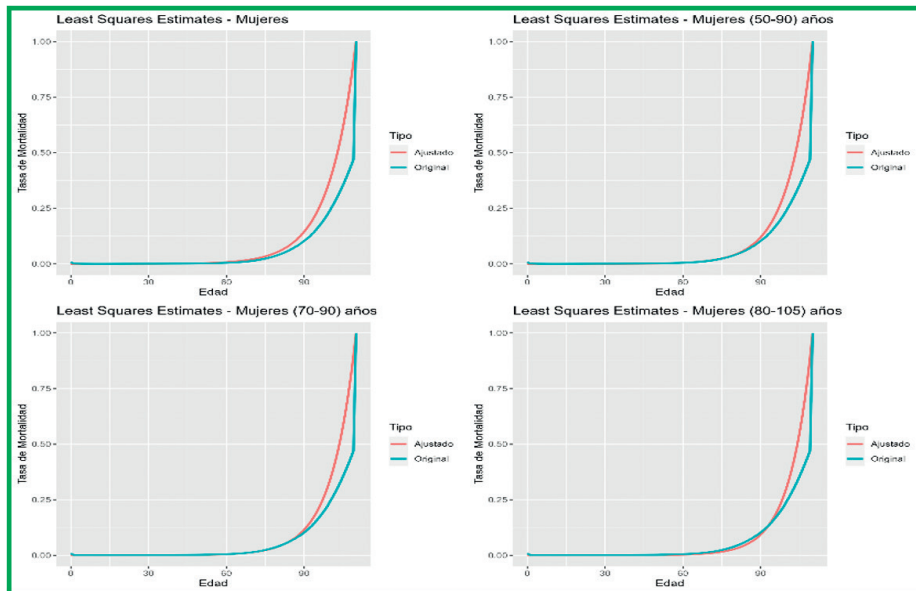 Least Squares Estimates - Mujeres
1.00
0.75
0.50
0.25
0.00
Tasa de Mortalidad
0
30
60
90
Edad
Tipo
Ajustado
Original
Least Squares Estimates - Mujeres (50-90) años
1.00
0.75
0.50
0.25
0.00
Tasa de Mortalidad
0
30
60
90
Edad
Tipo
Ajustado
Original
Least Squares Estimates - Mujeres (70-90) años
1.00
0.75
0.50
0.25
0.00
Tasa de Mortalidad
0
30
60
90
Edad
Tipo
Ajustado
Original
Least Squares Estimates - Mujeres (80-105) años
1.00
0.75
0.50
0.25
0.00
Tasa de Mortalidad
0
30
60
90
Edad
Tipo
Ajustado
Original